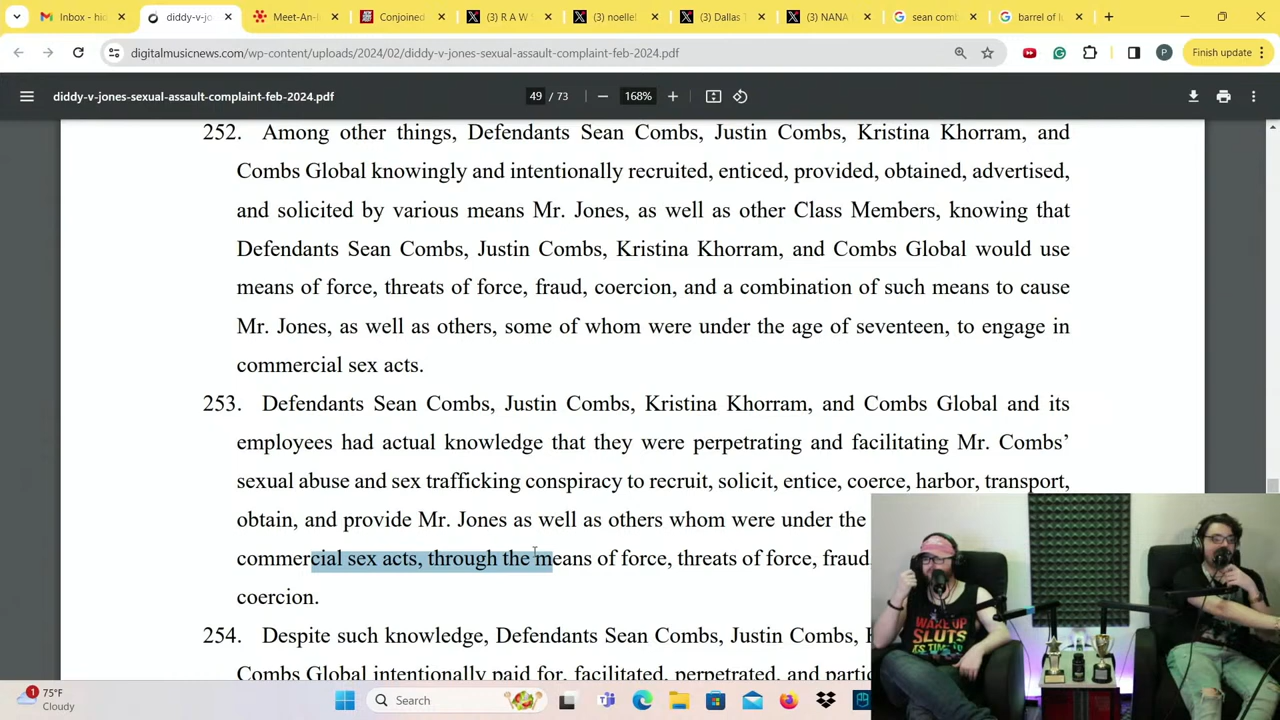 Inbox - hi
diddy-v-jo
Meet-An-
Conjoined
(3) R A W
(3) noellel
(3) Dallas T
(3) NANA
sean comb
barrel of l
digitalmusicnews.com/wp-content/uploads/2024/02/diddy-v-jones-sexual-assault-complaint-feb-2024.pdf
P
Finish update
diddy-v-jones-sexual-assault-complaint-feb-2024.pdf
49 / 73
168%
252. Among other things, Defendants Sean Combs, Justin Combs, Kristina Khorram, and
Combs Global knowingly and intentionally recruited, enticed, provided, obtained, advertised,
and solicited by various means Mr. Jones, as well as other Class Members, knowing that
Defendants Sean Combs, Justin Combs, Kristina Khorram, and Combs Global would use
means of force, threats of force, fraud, coercion, and a combination of such means to cause
Mr. Jones, as well as others, some of whom were under the age of seventeen, to engage in
commercial sex acts.
253. Defendants Sean Combs, Justin Combs, Kristina Khorram, and Combs Global and its
employees had actual knowledge that they were perpetrating and facilitating Mr. Combs'
sexual abuse and sex trafficking conspiracy to recruit, solicit, entice, coerce, harbor, transport,
obtain, and provide Mr. Jones as well as others whom were under the
commercial sex acts, through the means of force, threats of force, fraud,
coercion.
254. Despite such knowledge, Defendants Sean Combs, Justin Combs,
Combs Global intentionally paid for, facilitated, perpetrated, and
WAKE UP
SLUTS
1
75°F
Cloudy
Search